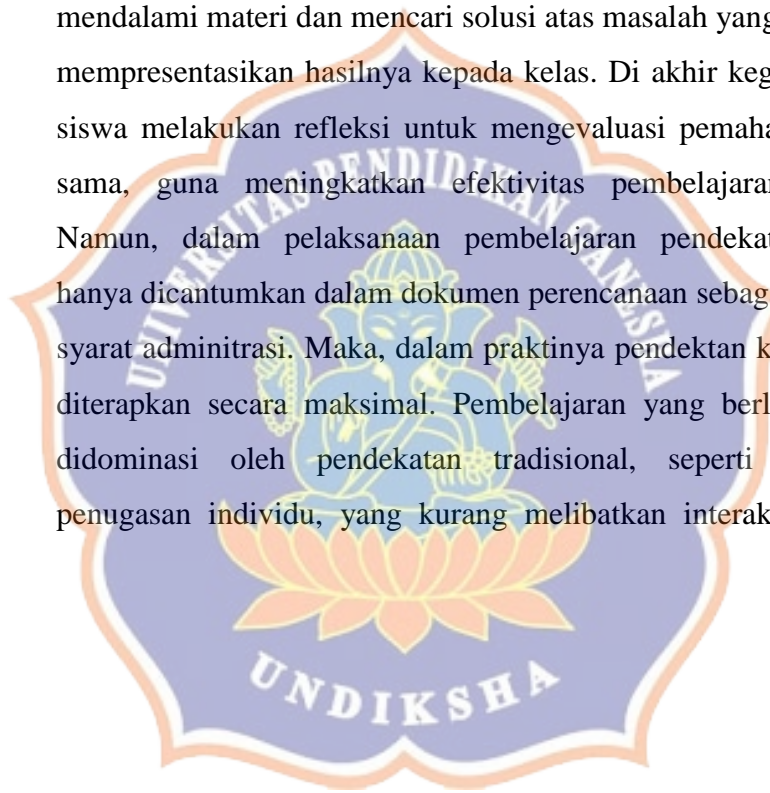 mendalami materi dan mencari solusi atas masalah yang
mempresentasikan hasilnya kepada kelas. Di akhir keg
siswa melakukan refleksi untuk mengevaluasi pemaha
sama, guna meningkatkan efektivitas pembelajaran
Namun, dalam pelaksanaan pembelajaran pendekat
hanya dicantumkan dalam dokumen perencanaan sebag
syarat adminitrasi. Maka, dalam praktinya pendektan k
diterapkan secara maksimal. Pembelajaran yang berl
didominasi oleh pendekatan tradisional, seperti
penugasan individu, yang kurang melibatkan interak
UNIVERSITAS PENDIDIKAN GANESHA
UNDIKSHA